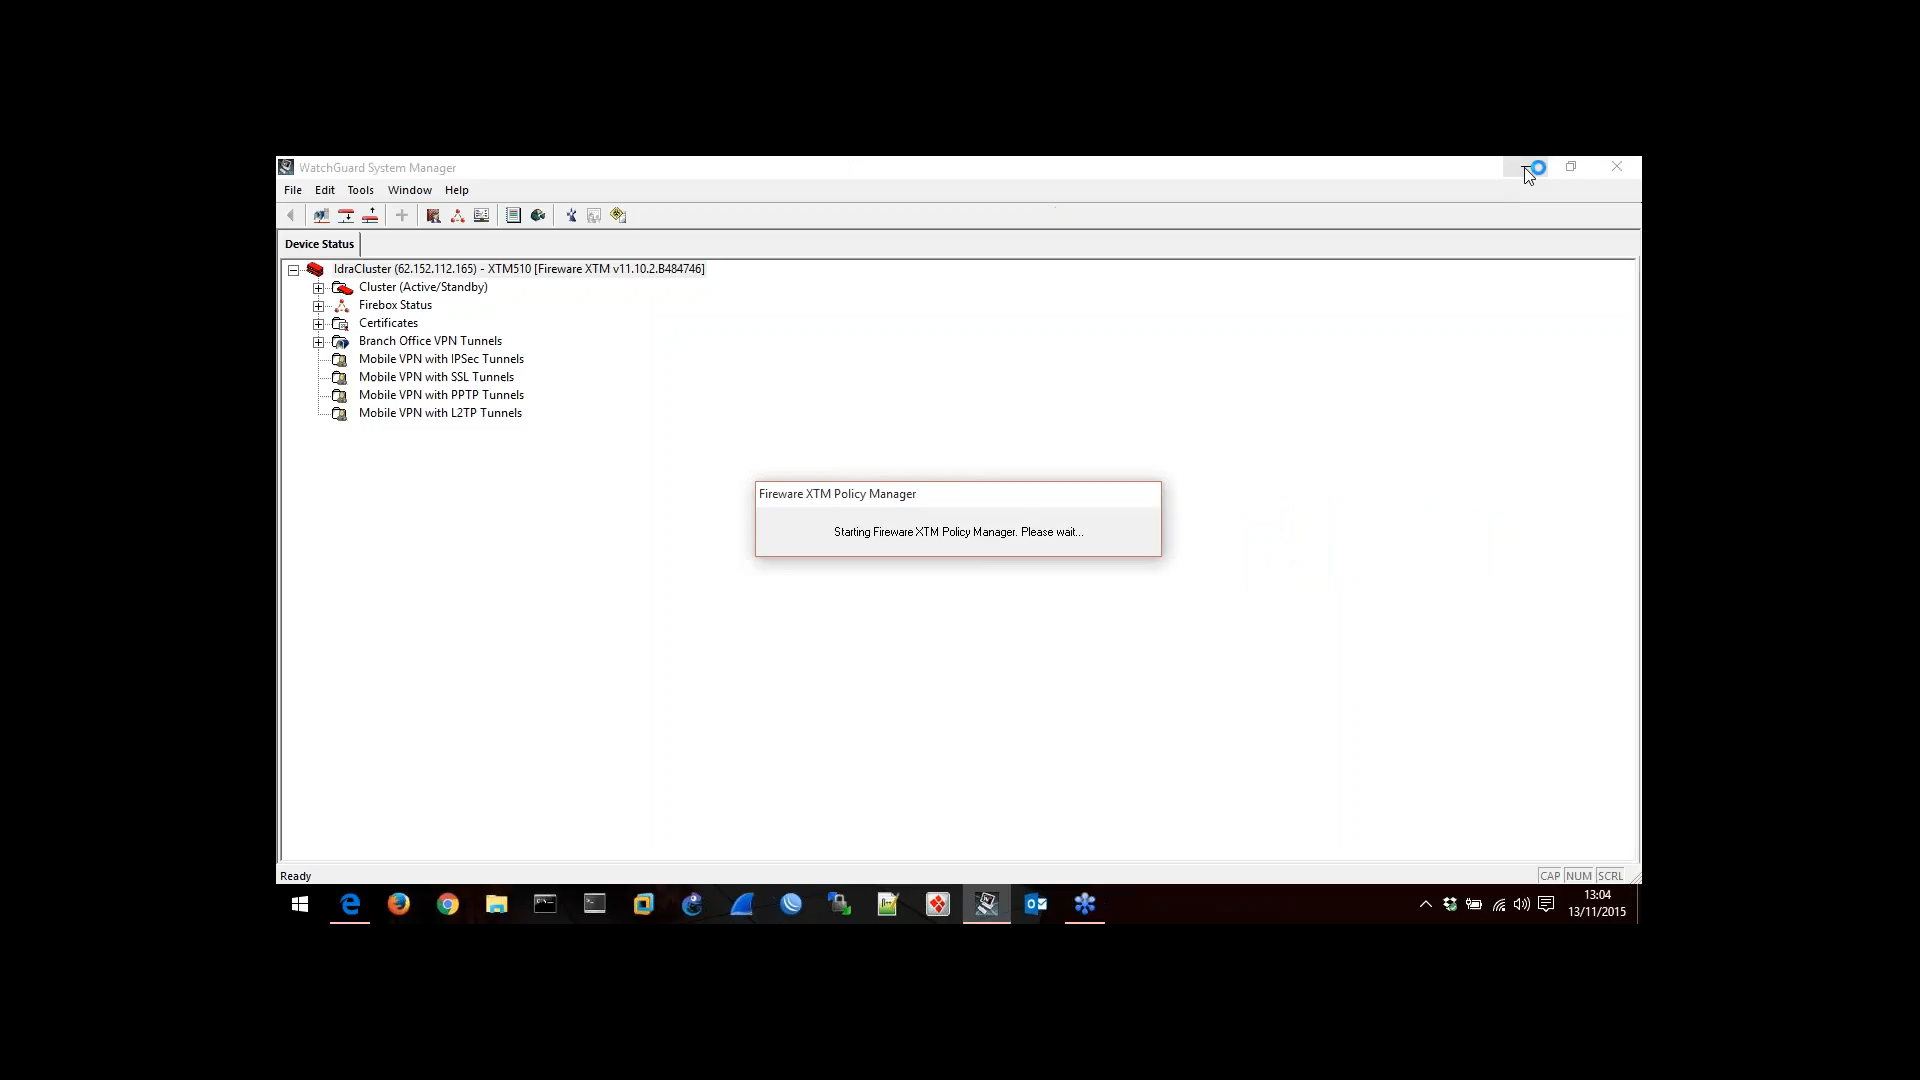 WatchGuard System Manager
File Edit Tools Window Help
Device Status
IdraCluster (62.152.112.165) - XTM510 [Fireware XTM v11.10.2.B484746]
Cluster (Active/Standby)
Firebox Status
Certificates
Branch Office VPN Tunnels
Mobile VPN with IPSec Tunnels
Mobile VPN with SSL Tunnels
Mobile VPN with PPTP Tunnels
Mobile VPN with L2TP Tunnels
Fireware XTM Policy Manager
Starting Fireware XTM Policy Manager. Please wait...
Ready
CAP NUM SCRL
13:04
13/11/2015